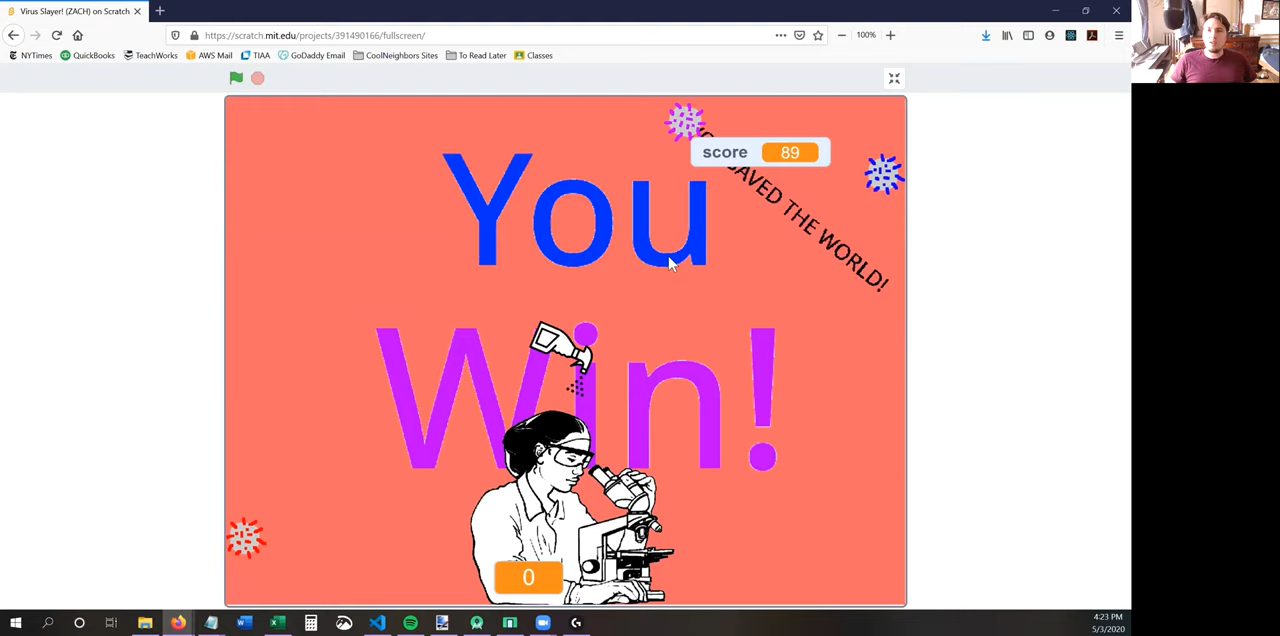 Virus Slayer! (ZACH) on Scratch
https://scratch.mit.edu/projects/391490166/fullscreen/
100%
NYTimes
QuickBooks
TeachWorks
AWS Mail
TIAA
GoDaddy Email
CoolNeighbors Sites
To Read Later
Classes
score 89
SAVED THE WORLD!
You
Win!
0
4:23 PM
5/3/2020